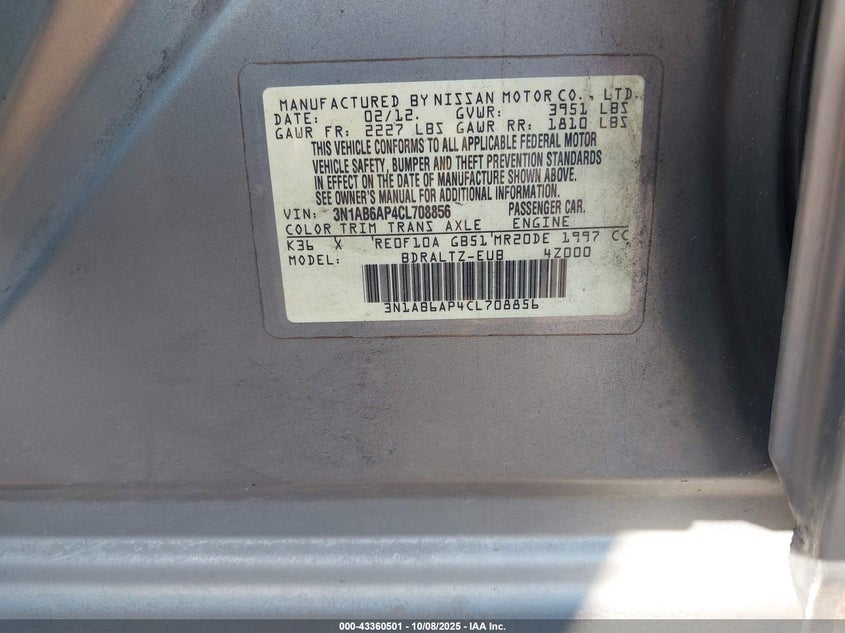 MANUFACTURED BY NISSAN MOTOR CO., LTD.
DATE: 02/12. GVWR: 3951 LBS
GAWR FR: 2227 LBS GAWR RR: 1810 LBS
THIS VEHICLE CONFORMS TO ALL APPLICABLE FEDERAL MOTOR
VEHICLE SAFETY, BUMPER AND THEFT PREVENTION STANDARDS
IN EFFECT ON THE DATE OF MANUFACTURE SHOWN ABOVE.
SEE OWNER'S MANUAL FOR ADDITIONAL INFORMATION.
VIN: 3N1AB6AP4CL708856 PASSENGER CAR.
COLOR TRIM TRANS AXLE ENGINE
K36 X 'RE0F10A GB51'MR20DE 1997 CC
MODEL: BDRALTZ-EUB 4Z000
3N1AB6AP4CL708856
000-43360501 | 10/08/2025 - IAA Inc.